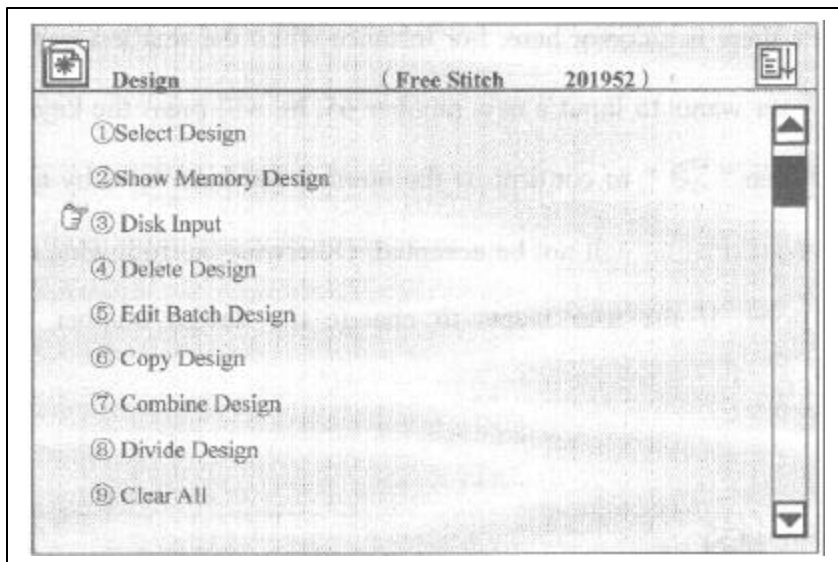 Design (Free Stitch 201952)
①Select Design
②Show Memory Design
③ Disk Input
④ Delete Design
⑤ Edit Batch Design
⑥ Copy Design
⑦ Combine Design
⑧ Divide Design
⑨ Clear All